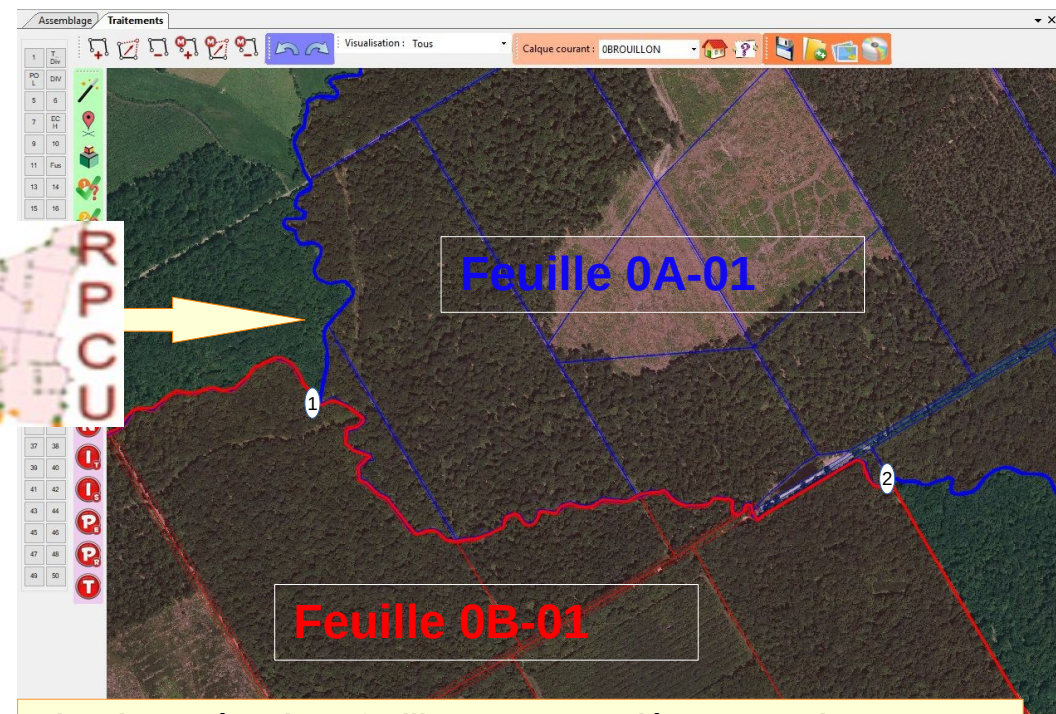 Assemblage Traitements
Visualisation : Tous
Calque courant : 0BROUILLON
1 T_ Div
PO L DIV
5 6
7 EC H
9 10
11 Fus
13 14
15 16
R
P
C
U
Feuille 0A-01
1
2
37 38
39 40
41 42
43 44
45 46
47 48
49 50
Feuille 0B-01